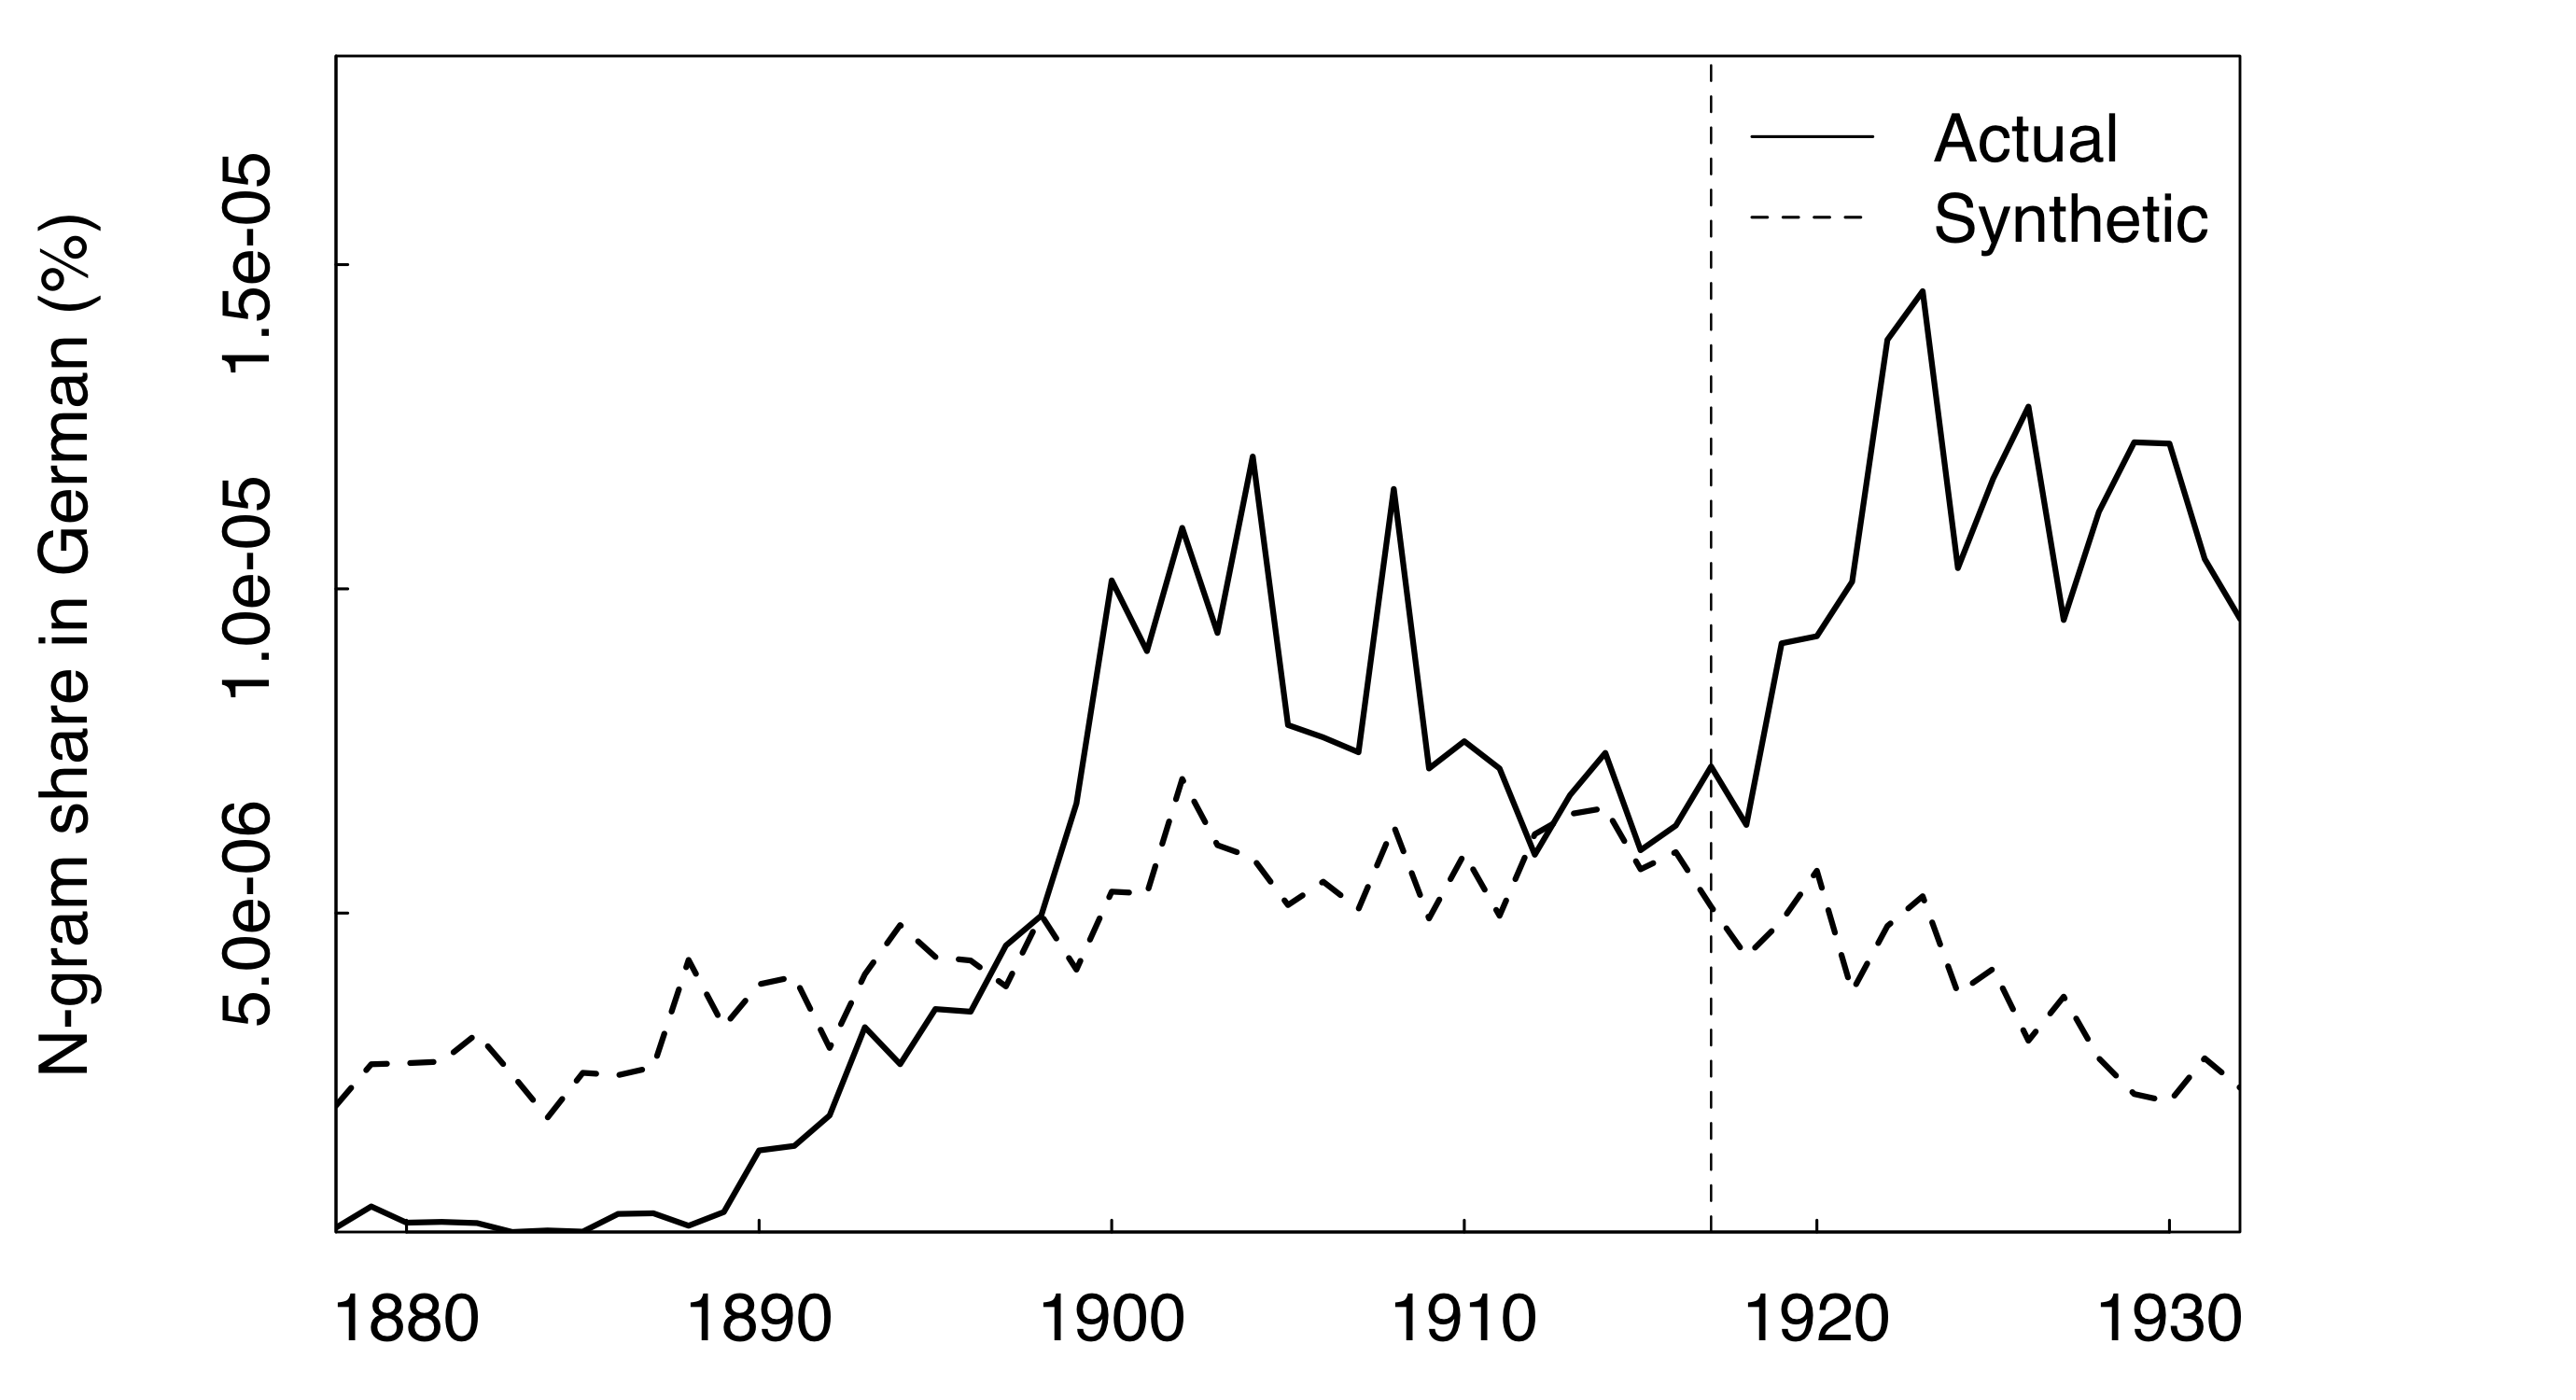 N-gram share in German (%)
1.5e-05
1.0e-05
5.0e-06
Actual
Synthetic
1880 1890 1900 1910 1920 1930